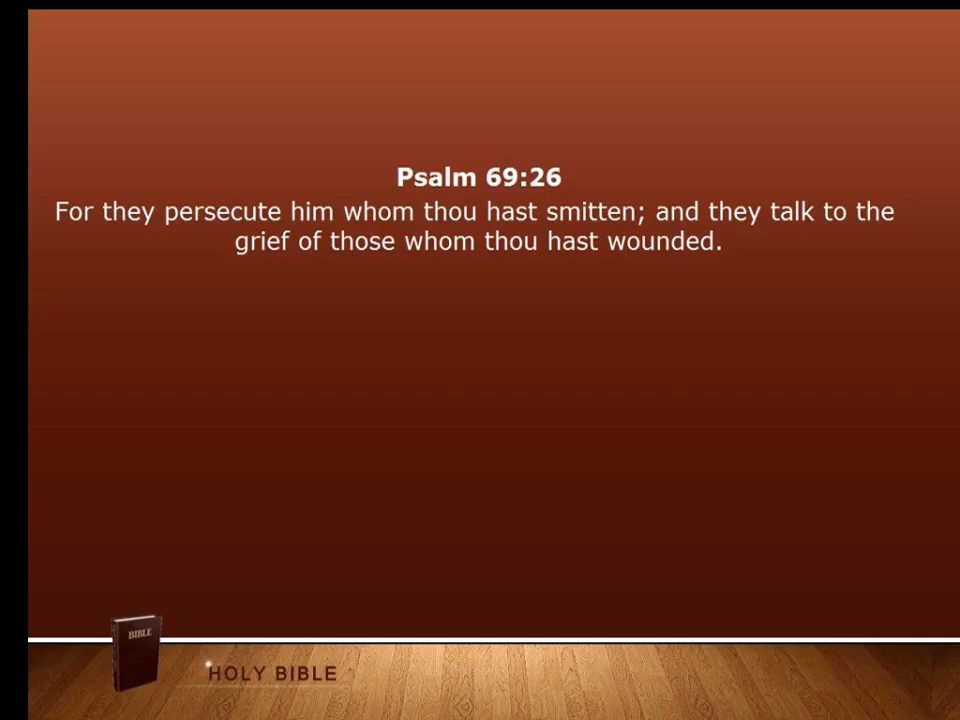 Psalm 69:26
For they persecute him whom thou hast smitten; and they talk to the
grief of those whom thou hast wounded.
BIBLE
HOLY BIBLE